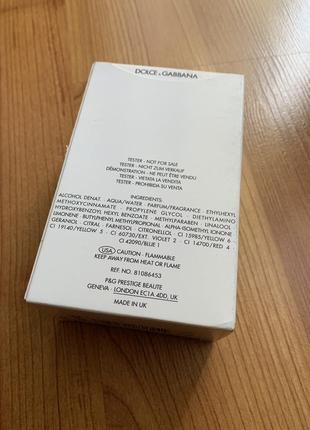 DOLCE & GABBANA
TESTER - NOT FOR SALE
TESTER - NICHT ZUM VERKAUF
DÉMONSTRATION - NE PEUT ÊTRE VENDU
TESTER - VIETATA LA VENDITA
TESTER - PROHIBIDA SU VENTA
INGREDIENTS:
ALCOHOL DENAT. - AQUA/WATER - PARFUM/FRAGRANCE - ETHYLHEXYL
METHOXYCINNAMATE - PROPYLENE GLYCOL - DIETHYLAMINO
HYDROXYBENZOYL HEXYL BENZOATE - METHYLPARABEN - LINALOOL
LIMONENE - BUTYLPHENYL METHYLPROPIONAL - ALPHA-ISOMETHYL IONONE
GERANIOL - CITRAL - FARNESOL - CITRONELLOL - CI 15985/YELLOW 6 -
CI 19140/YELLOW 5 - CI 60730/EXT. VIOLET 2 - CI 14700/RED 4
CI 42090/BLUE 1
USA CAUTION - FLAMMABLE
KEEP AWAY FROM HEAT OR FLAME
REF. NO. 81086453
P&G PRESTIGE BEAUTE
GENEVA - LONDON EC1A 4DD, UK
MADE IN UK